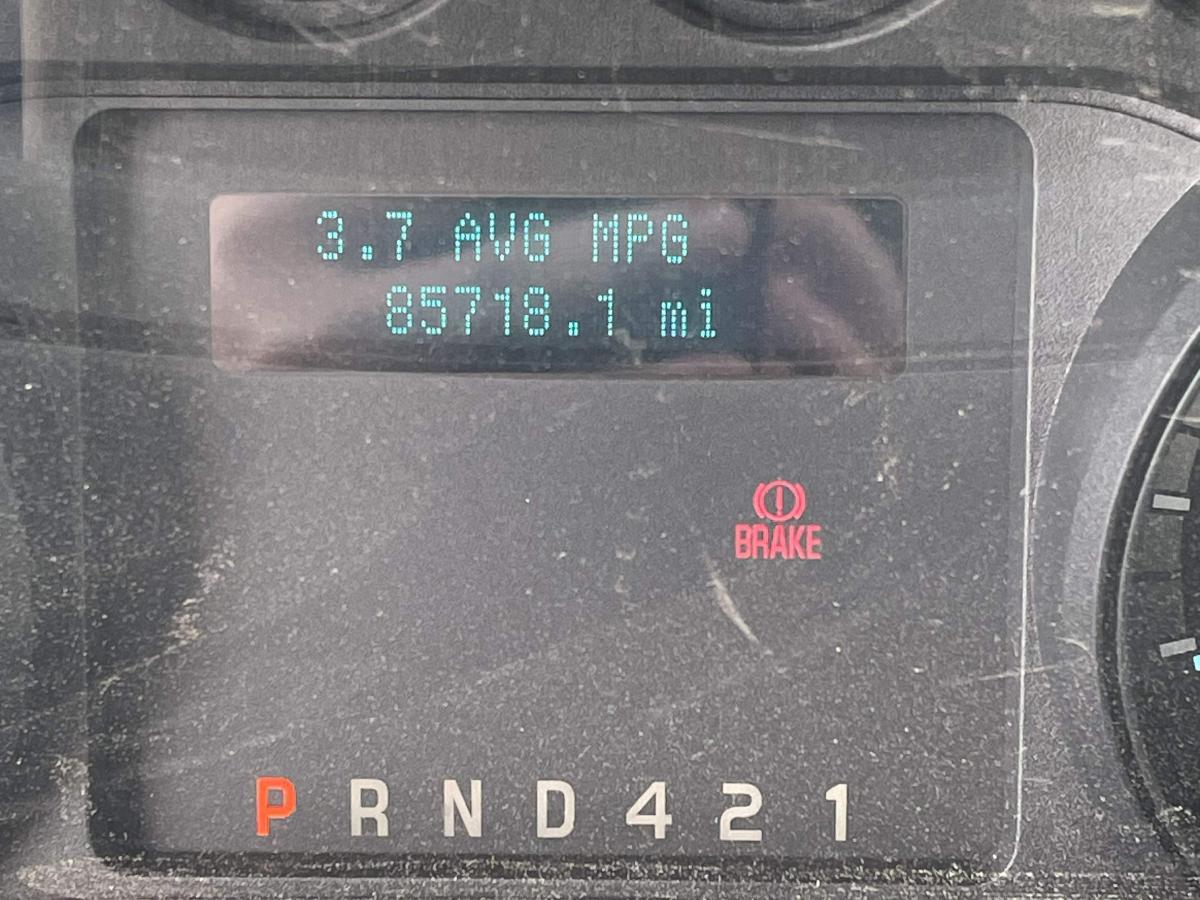 3.7 AVG MPG
85718.1 mi
BRAKE
P R N D 4 2 1